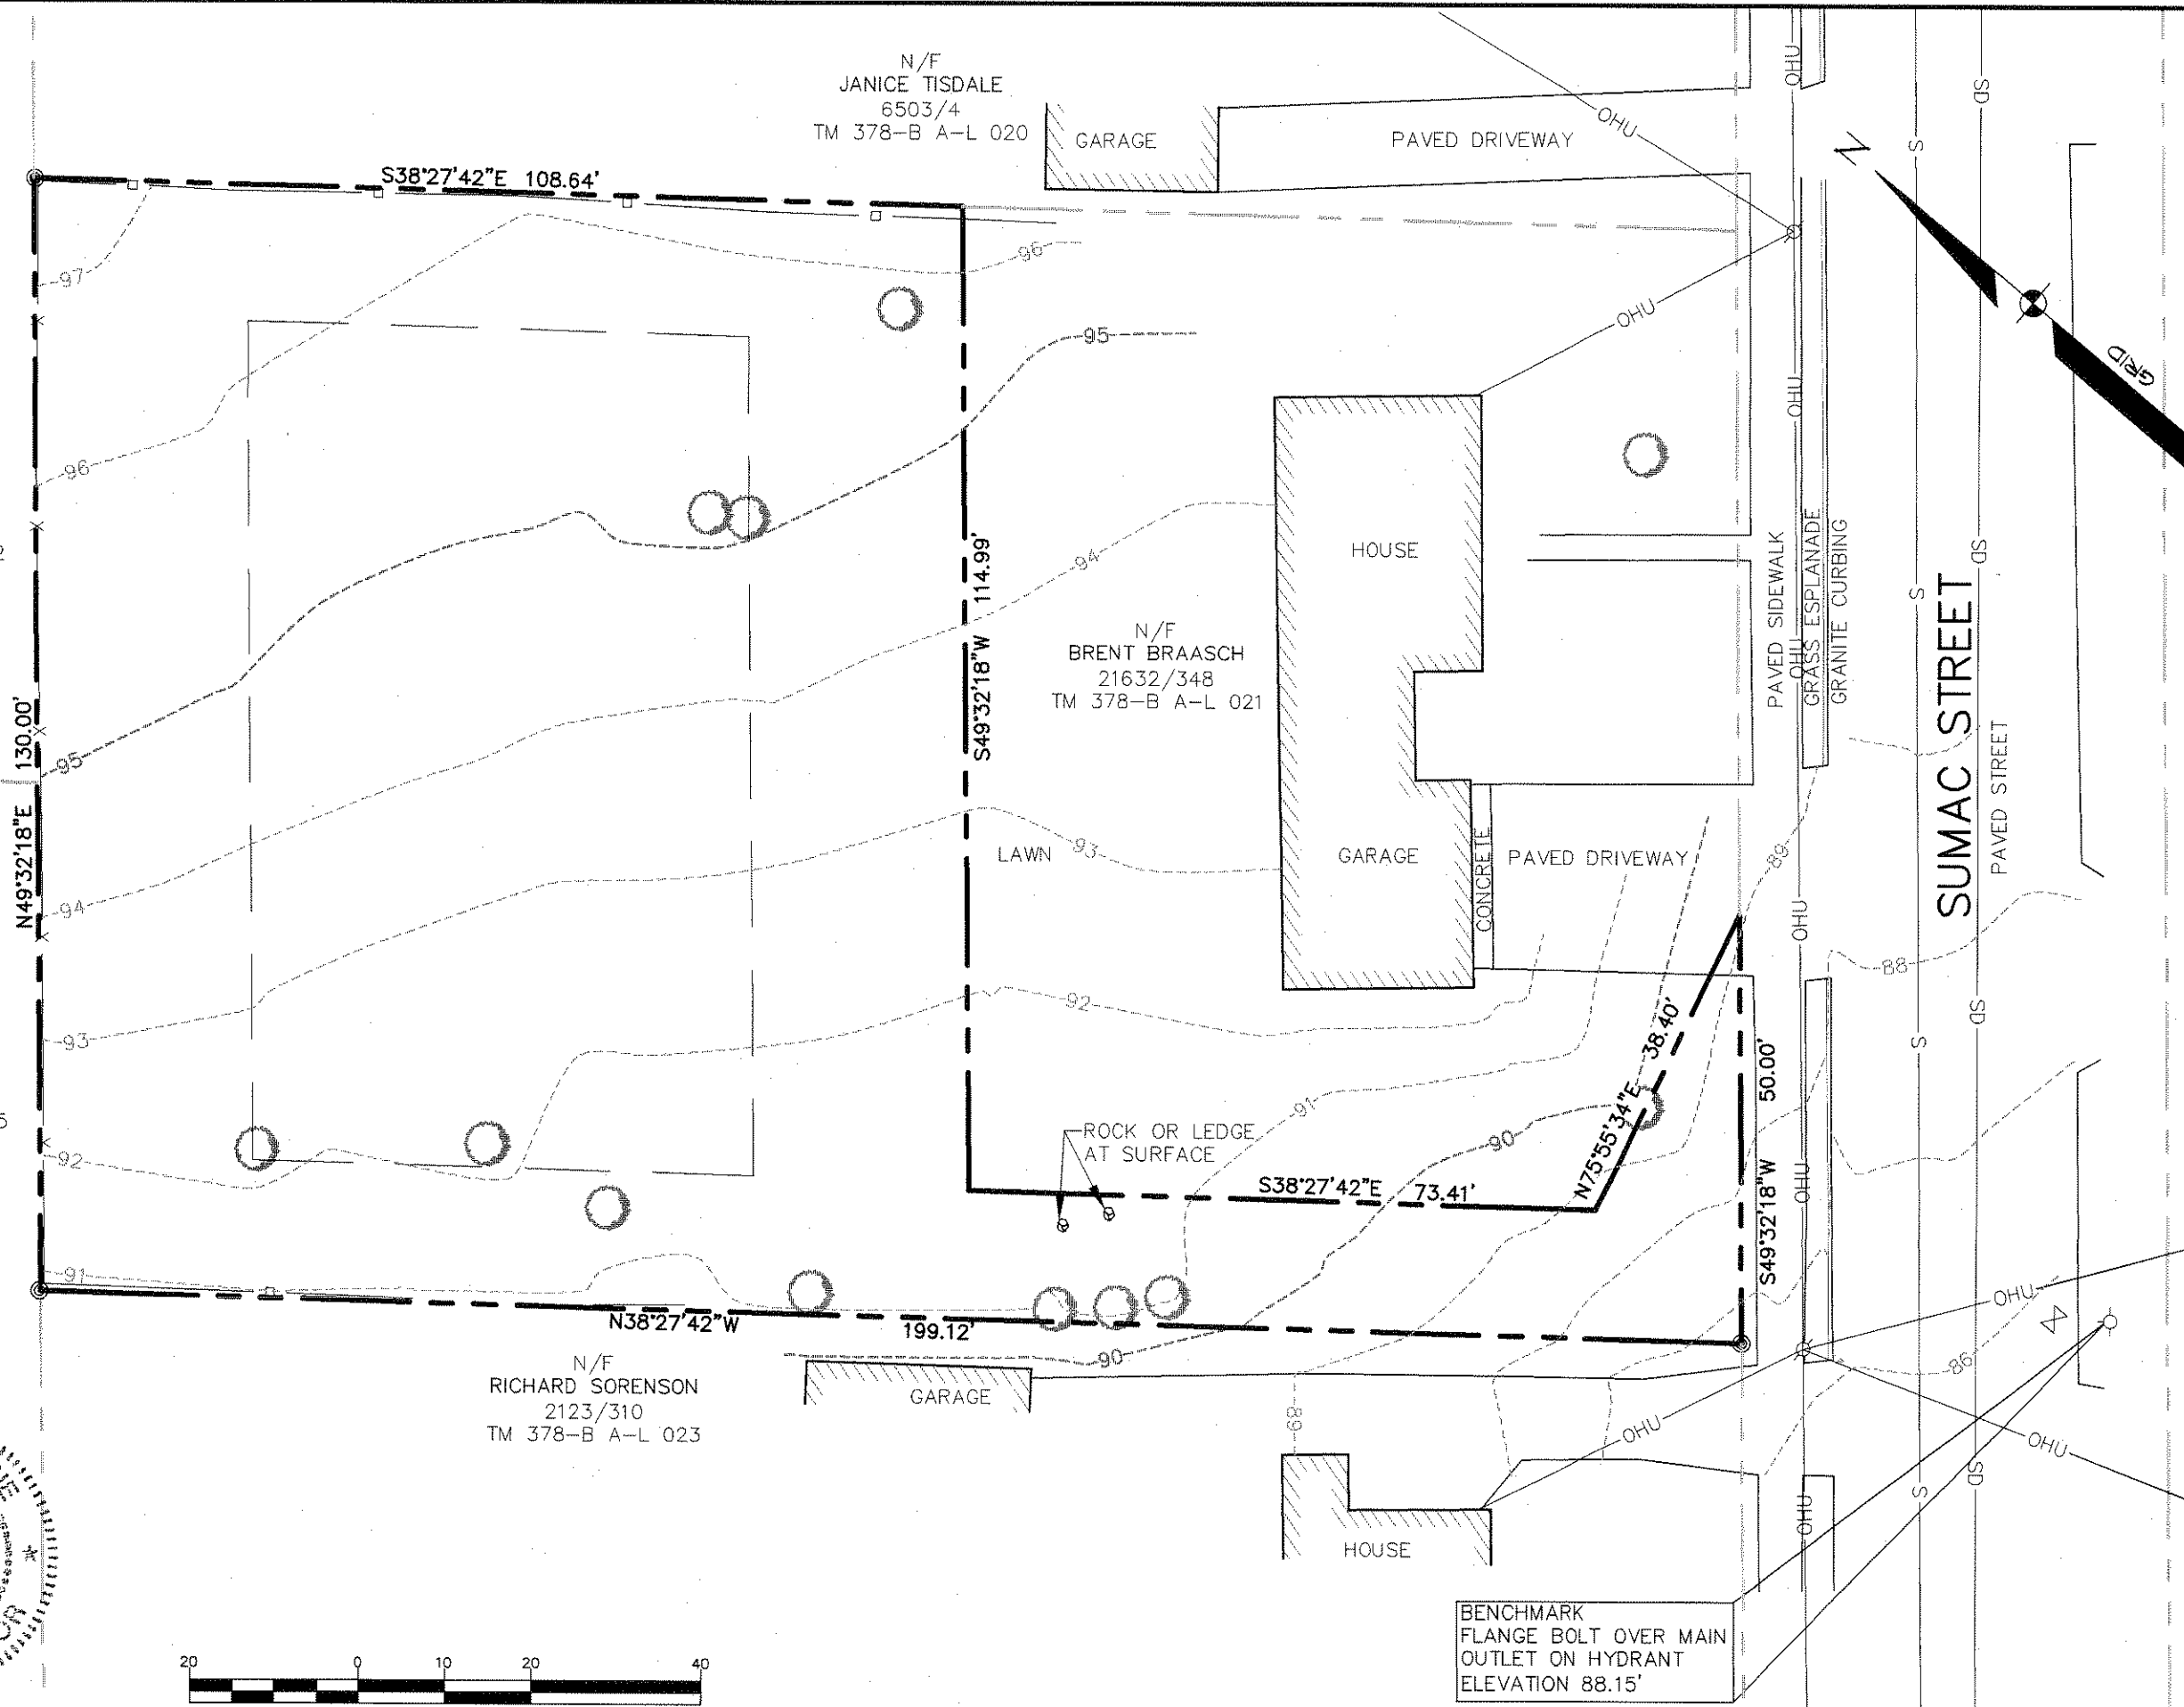 N/F
JANICE TISDALE
6503/4
TM 378-B A-L 020
GARAGE
PAVED DRIVEWAY
OHU
OHU
SD
S
N
GRID
S38°27'42"E 108.64'
97
96
96
95
OHU
OHU
HOUSE
94
S49°32'18"W 114.99'
N/F
BRENT BRAASCH
21632/348
TM 378-B A-L 021
PAVED SIDEWALK
OHU
GRASS ESPLANADE
GRANITE CURBING
S
SD
SUMAC STREET
PAVED STREET
N49°32'18"E 130.00'
95
94
93
LAWN
93
GARAGE
CONCRETE
PAVED DRIVEWAY
89
OHU
88
92
92
91
91
90
ROCK OR LEDGE
AT SURFACE
S38°27'42"E 73.41'
N75°55'34"E 38.40'
S49°32'18"W 50.00'
OHU
S
SD
N38°27'42"W 199.12'
90
OHU
86
N/F
RICHARD SORENSON
2123/310
TM 378-B A-L 023
GARAGE
89
OHU
OHU
SD
S
OHU
HOUSE
BENCHMARK
FLANGE BOLT OVER MAIN
OUTLET ON HYDRANT
ELEVATION 88.15'
20 0 10 20 40